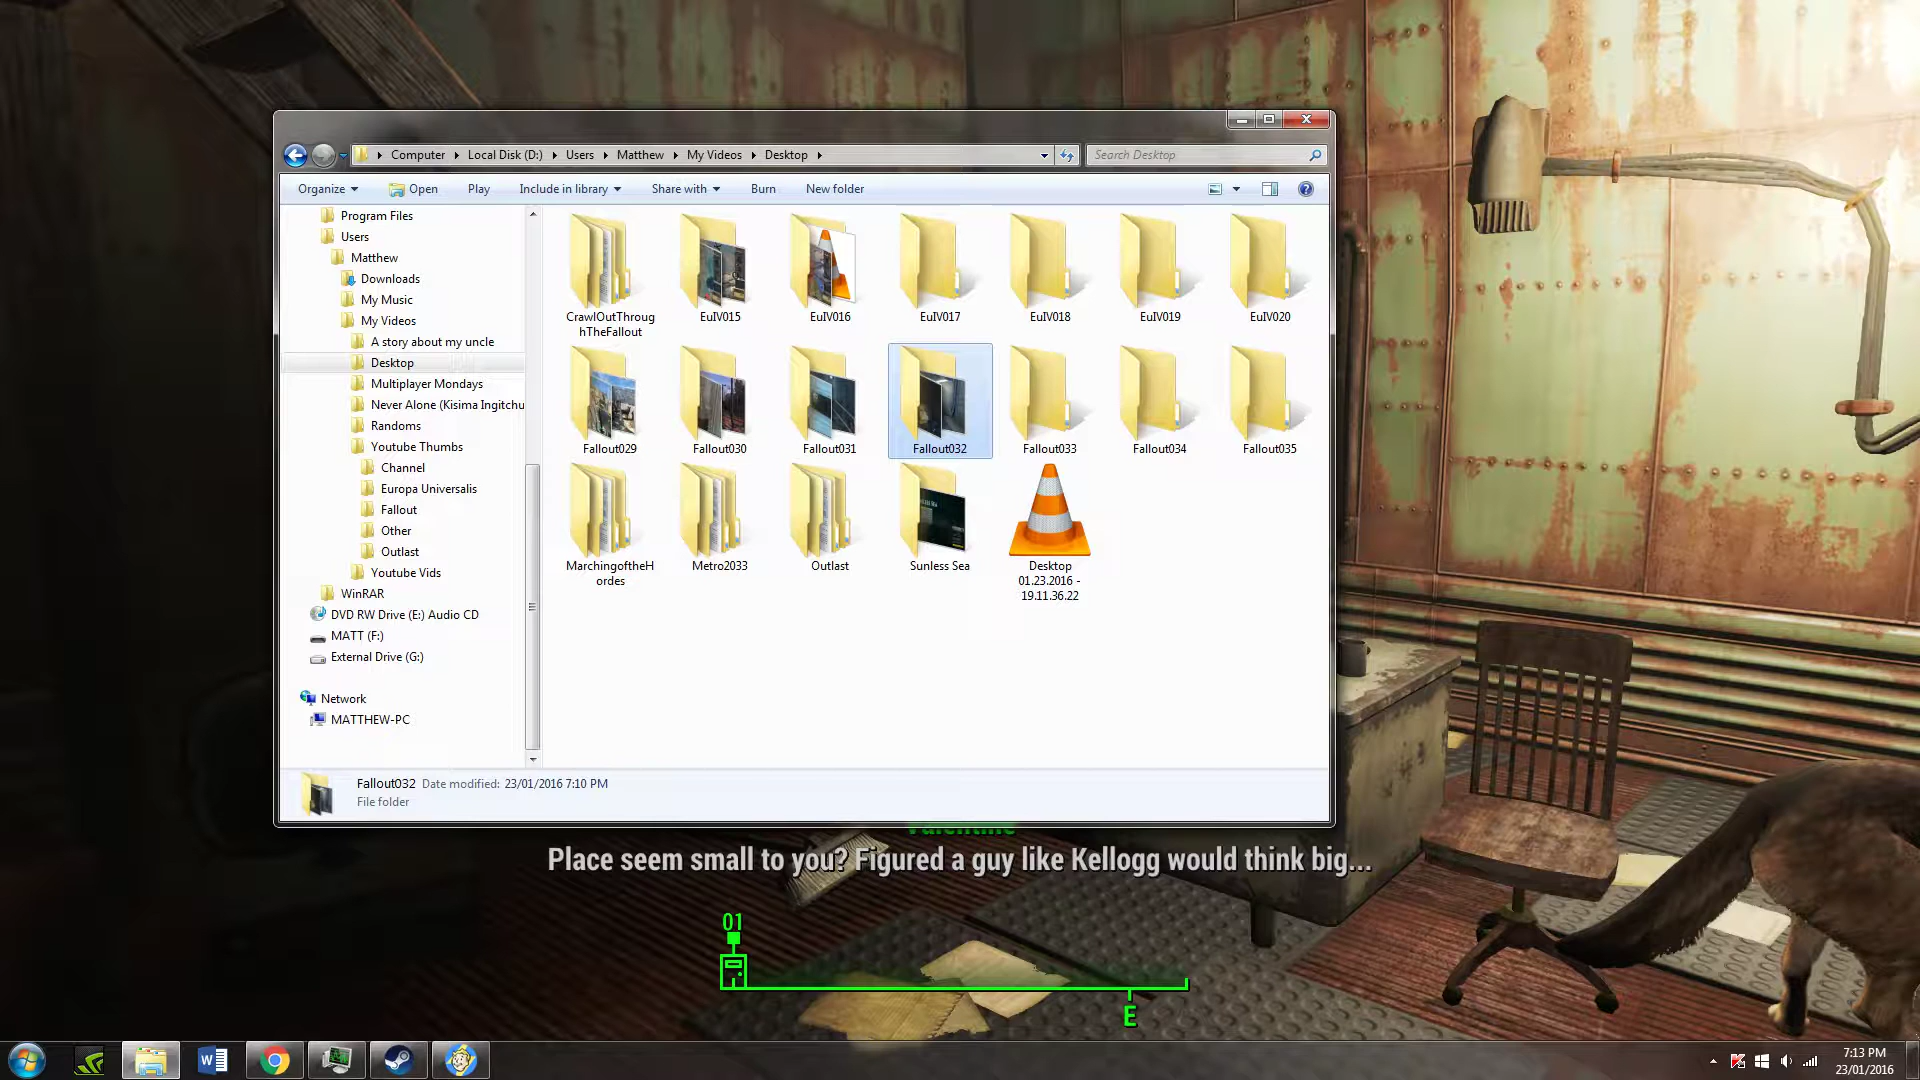 Computer Local Disk (D:) Users Matthew My Videos Desktop
Search Desktop
Organize Open Play Include in library Share with Burn New folder
Program Files
Users
Matthew
Downloads
My Music
My Videos
A story about my uncle
Desktop
Multiplayer Mondays
Never Alone (Kisima Ingitchu
Randoms
Youtube Thumbs
Channel
Europa Universalis
Fallout
Other
Outlast
Youtube Vids
WinRAR
DVD RW Drive (E:) Audio CD
MATT (F:)
External Drive (G:)
Network
MATTHEW-PC
CrawlOutThroug
hTheFallout
EuIV015
EuIV016
EuIV017
EuIV018
EuIV019
EuIV020
Fallout029
Fallout030
Fallout031
Fallout032
Fallout033
Fallout034
Fallout035
MarchingoftheH
ordes
Metro2033
Outlast
Sunless Sea
Desktop
01.23.2016 -
19.11.36.22
Fallout032 Date modified: 23/01/2016 7:10 PM
File folder
Valentine
Place seem small to you? Figured a guy like Kellogg would think big...
01
E
7:13 PM
23/01/2016